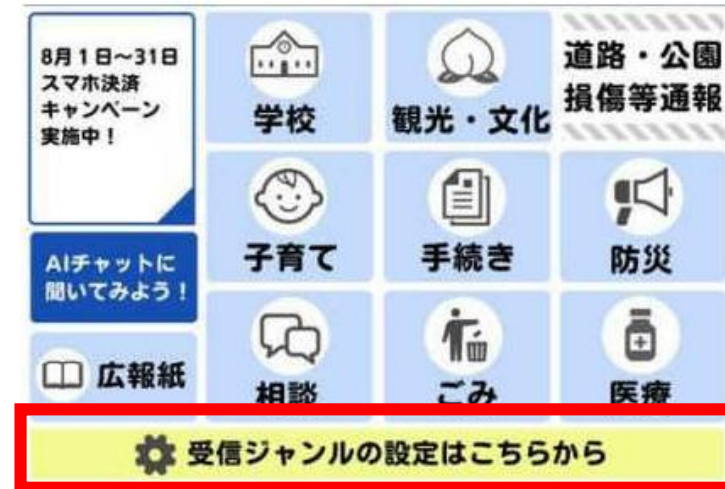 8月1日~31日
スマホ決済
キャンペーン
実施中!
学校
観光・文化
道路・公園
損傷等通報
AIチャットに
聞いてみよう!
子育て
手続き
防災
広報紙
相談
ごみ
医療
受信ジャンルの設定はこちらから